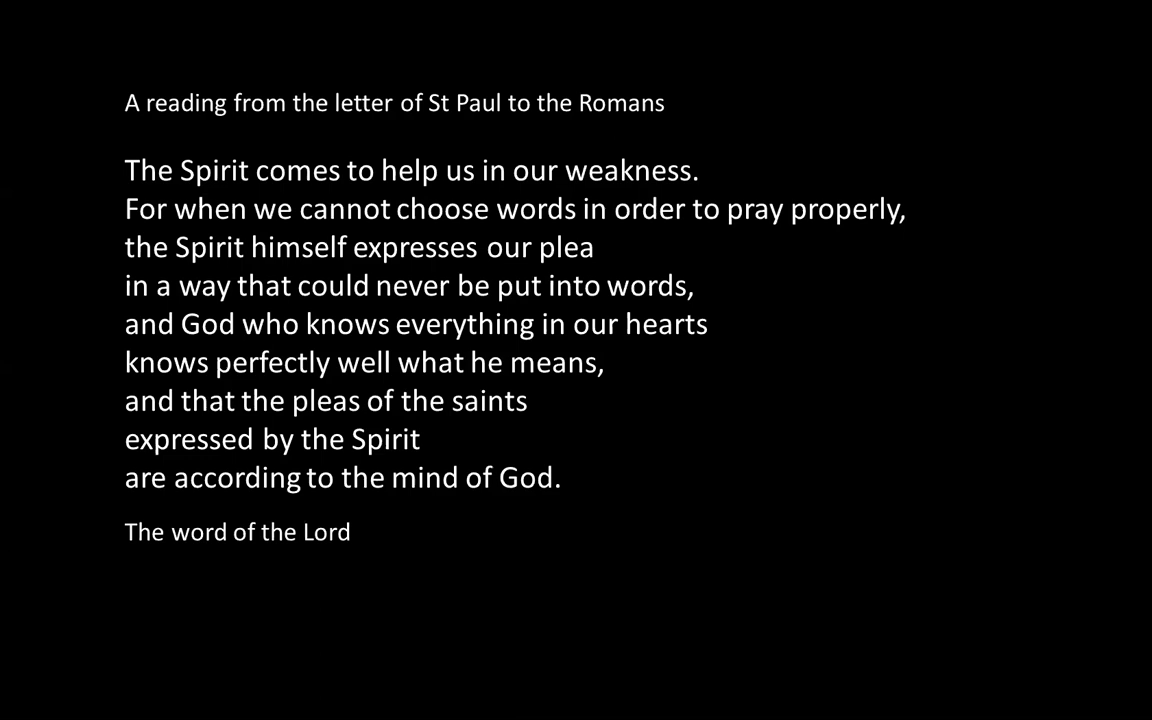 A reading from the letter of St Paul to the Romans
The Spirit comes to help us in our weakness.
For when we cannot choose words in order to pray properly,
the Spirit himself expresses our plea
in a way that could never be put into words,
and God who knows everything in our hearts
knows perfectly well what he means,
and that the pleas of the saints
expressed by the Spirit
are according to the mind of God.
The word of the Lord